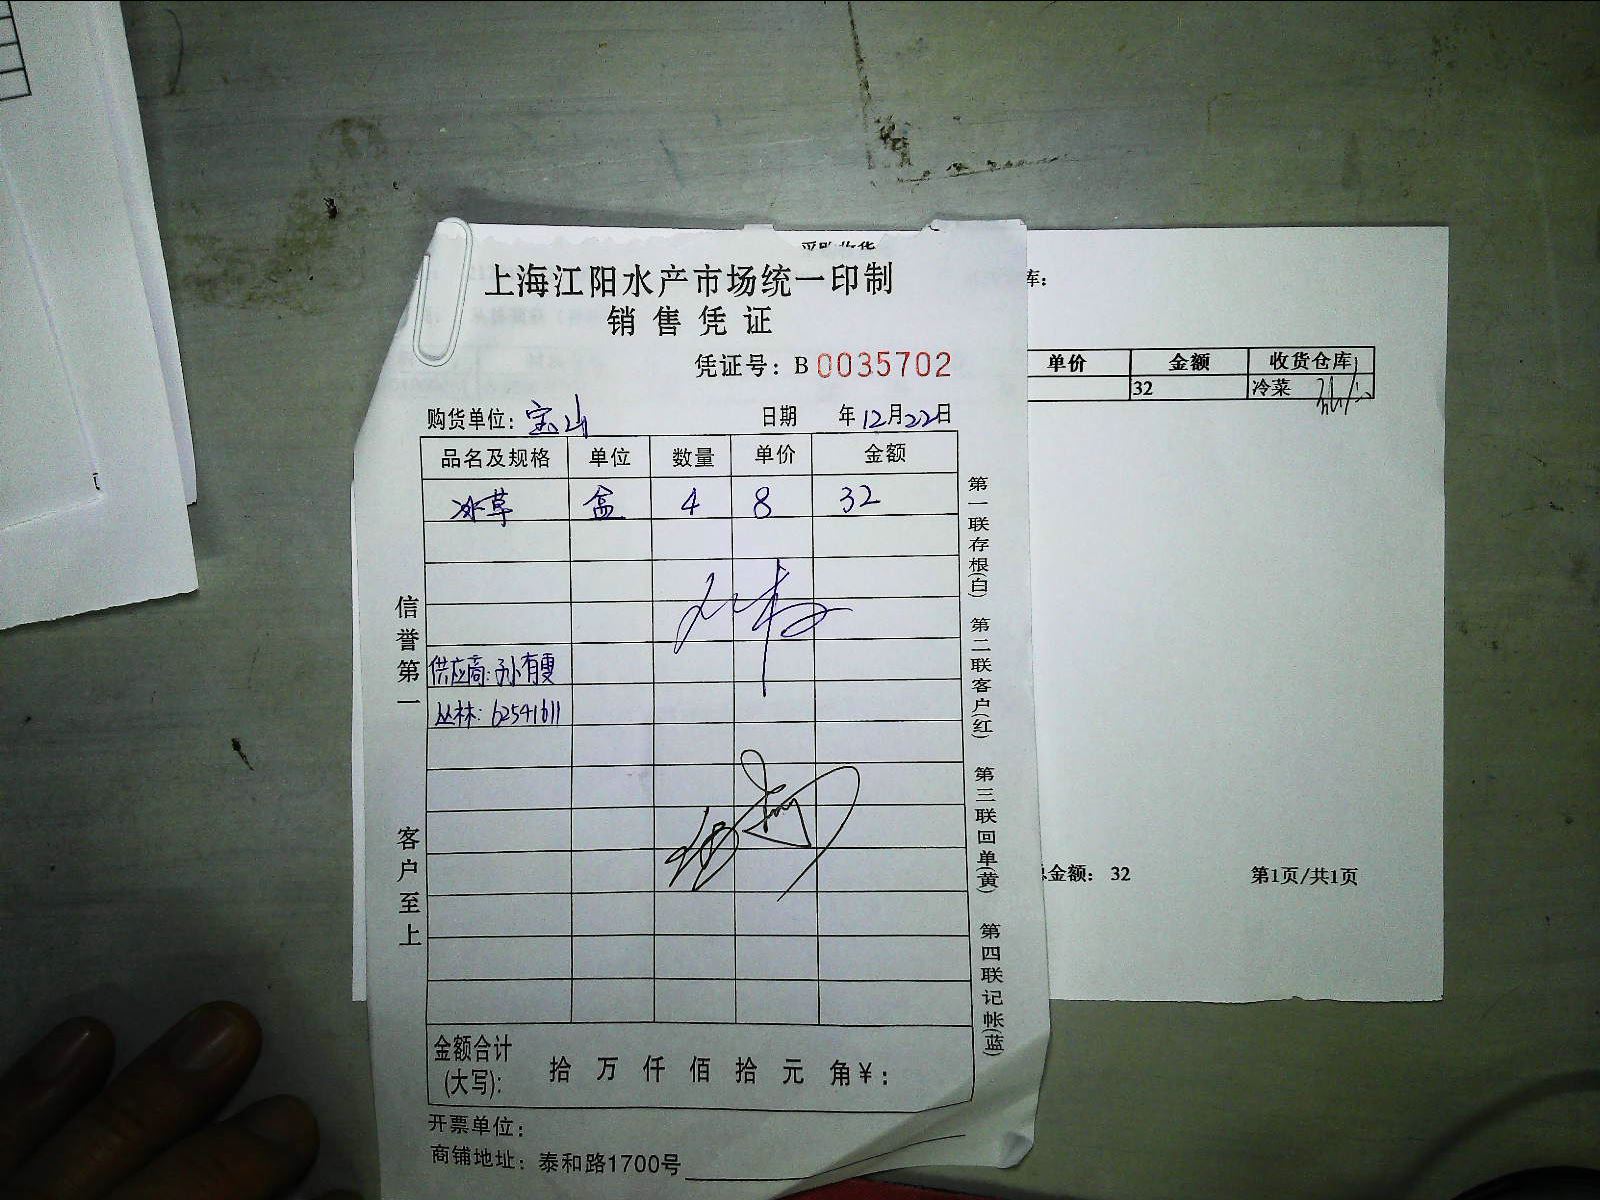 上海江阳水产市场统一印制
销售凭证
凭证号：B 0035702
购货单位：宝山 日期 年12月22日
品名及规格 单位 数量 单价 金额
冰草 盒 4 8 32
供应商：孙有雯
丛林：62541611
金额合计(大写)： 拾 万 仟 佰 拾 元 角 ¥：
开票单位：
商铺地址：泰和路1700号
信誉第一 客户至上
第一联存根(白) 第二联客户(红) 第三联回单(黄) 第四联记帐(蓝)
采购收货
库：
单价 金额 收货仓库
32 冷菜
总金额： 32 第1页/共1页